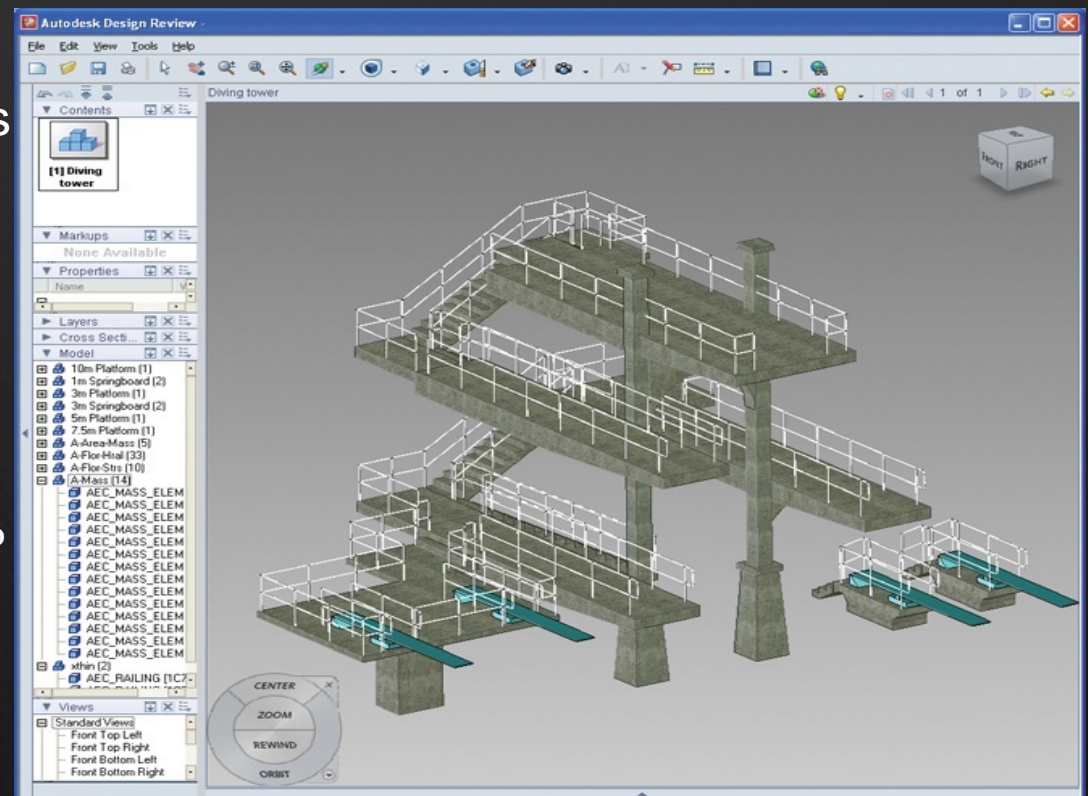 Autodesk Design Review -
File Edit View Tools Help
Diving tower
1 of 1
Contents
[1] Diving
tower
Markups
None Available
Properties
Name V
Layers
Cross Secti...
Model
10m Platform (1)
1m Springboard (2)
3m Platform (1)
3m Springboard (2)
5m Platform (1)
7.5m Platform (1)
A-Area-Mass (5)
A-Flor-Hral (33)
A-Flor-Strs (10)
A-Mass (14)
AEC_MASS_ELEM
AEC_MASS_ELEM
AEC_MASS_ELEM
AEC_MASS_ELEM
AEC_MASS_ELEM
AEC_MASS_ELEM
AEC_MASS_ELEM
AEC_MASS_ELEM
AEC_MASS_ELEM
AEC_MASS_ELEM
AEC_MASS_ELEM
AEC_MASS_ELEM
AEC_MASS_ELEM
AEC_MASS_ELEM
xthin (2)
AEC_RAILING [1C7
Views
Standard Views
Front Top Left
Front Top Right
Front Bottom Left
Front Bottom Right
FRONT RIGHT
CENTER
ZOOM
REWIND
ORBIT
s